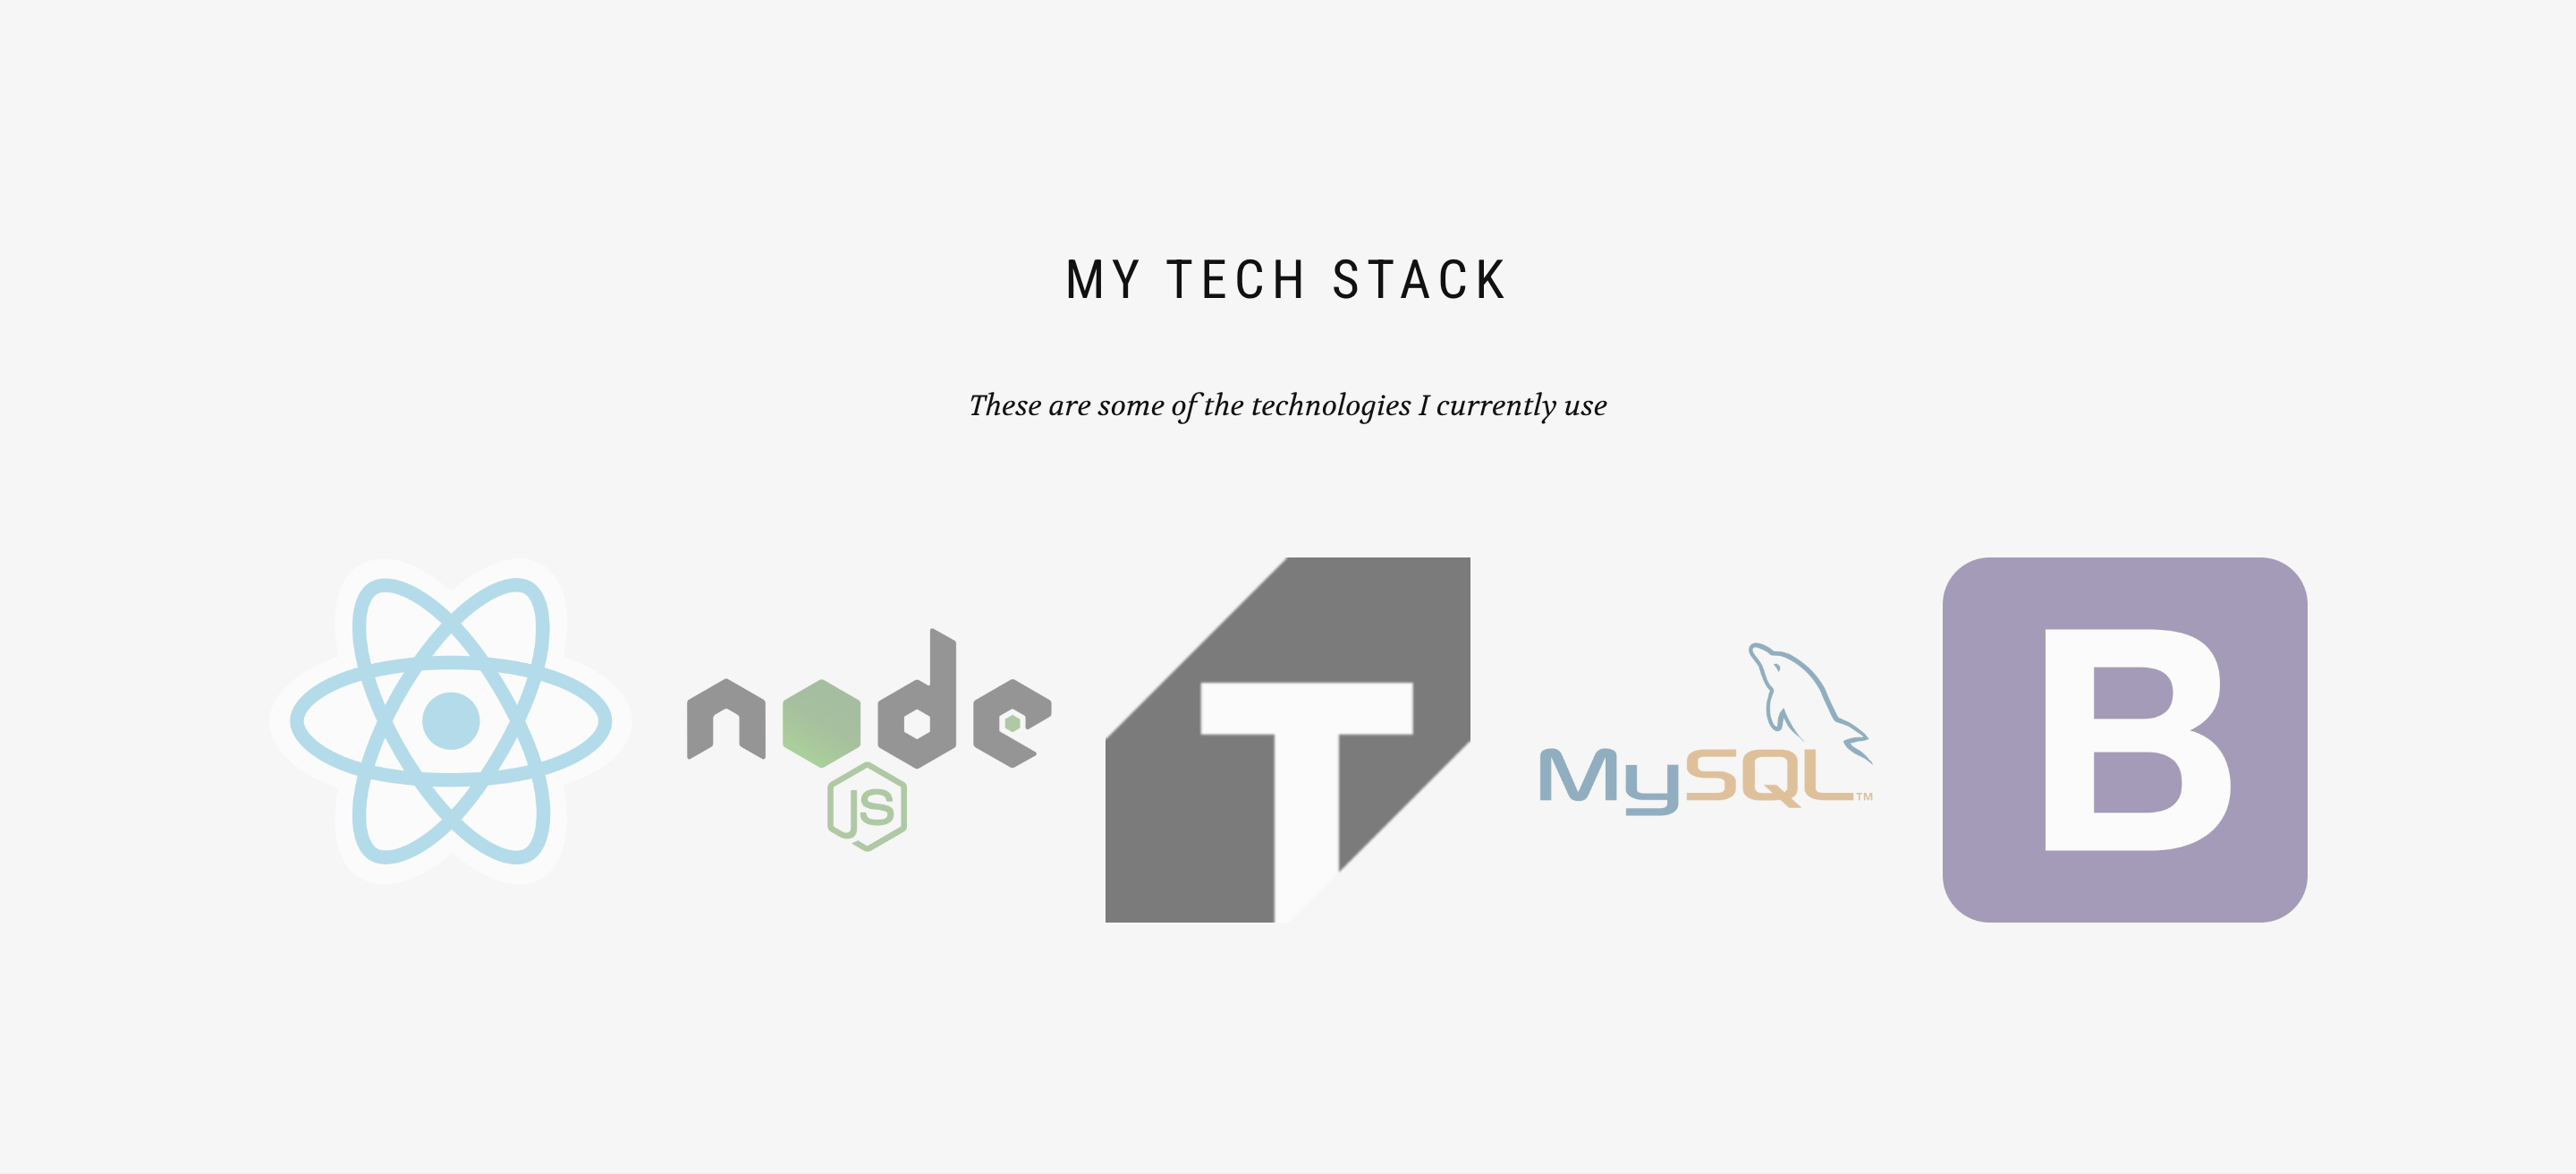 MY TECH STACK
These are some of the technologies I currently use
node
JS
T
MySQL™
B